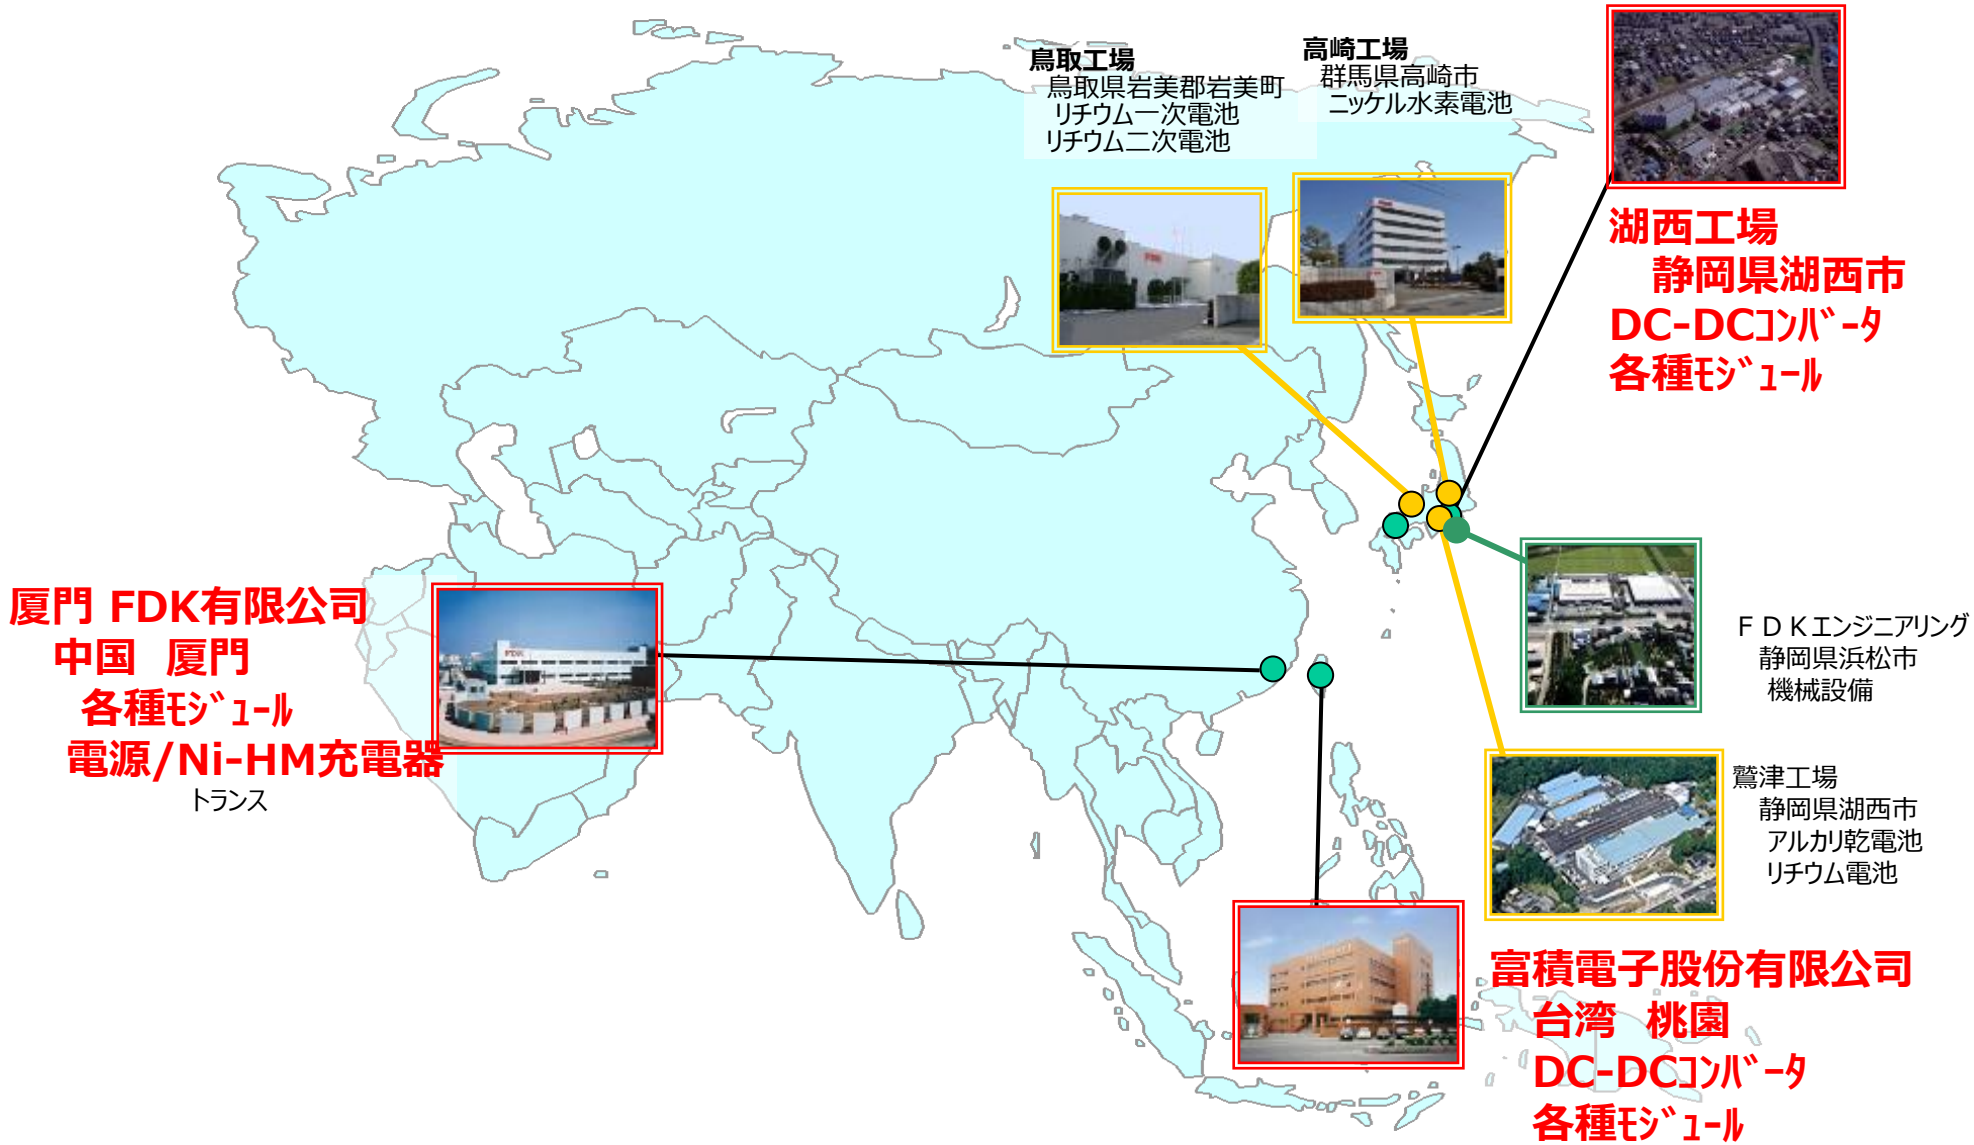 鳥取工場
鳥取県岩美郡岩美町
リチウム一次電池
リチウム二次電池
高崎工場
群馬県高崎市
ニッケル水素電池
湖西工場
静岡県湖西市
DC-DCｺﾝﾊﾞｰﾀ
各種ﾓｼﾞｭｰﾙ
厦門 FDK有限公司
中国　厦門
各種ﾓｼﾞｭｰﾙ
電源/Ni-HM充電器
トランス
FDK
FDK
ＦＤＫエンジニアリング
静岡県浜松市
機械設備
鷲津工場
静岡県湖西市
アルカリ乾電池
リチウム電池
富積電子股份有限公司
台湾　桃園
DC-DCｺﾝﾊﾞｰﾀ
各種ﾓｼﾞｭｰﾙ